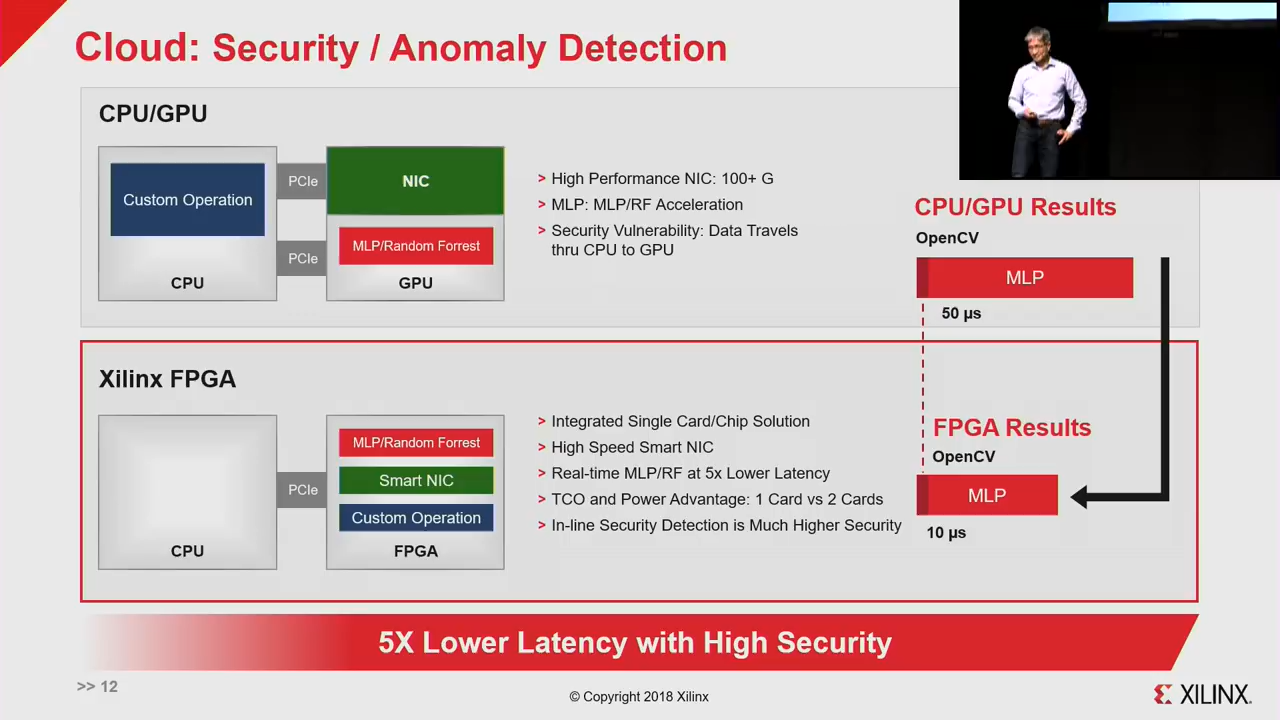 Cloud: Security / Anomaly Detection
CPU/GPU
Custom Operation
CPU
PCIe
PCIe
NIC
MLP/Random Forrest
GPU
> High Performance NIC: 100+ G
> MLP: MLP/RF Acceleration
> Security Vulnerability: Data Travels
thru CPU to GPU
CPU/GPU Results
OpenCV
MLP
50 µs
Xilinx FPGA
CPU
PCIe
MLP/Random Forrest
Smart NIC
Custom Operation
FPGA
> Integrated Single Card/Chip Solution
> High Speed Smart NIC
> Real-time MLP/RF at 5x Lower Latency
> TCO and Power Advantage: 1 Card vs 2 Cards
> In-line Security Detection is Much Higher Security
FPGA Results
OpenCV
MLP
10 µs
5X Lower Latency with High Security
>> 12
© Copyright 2018 Xilinx
XILINX.